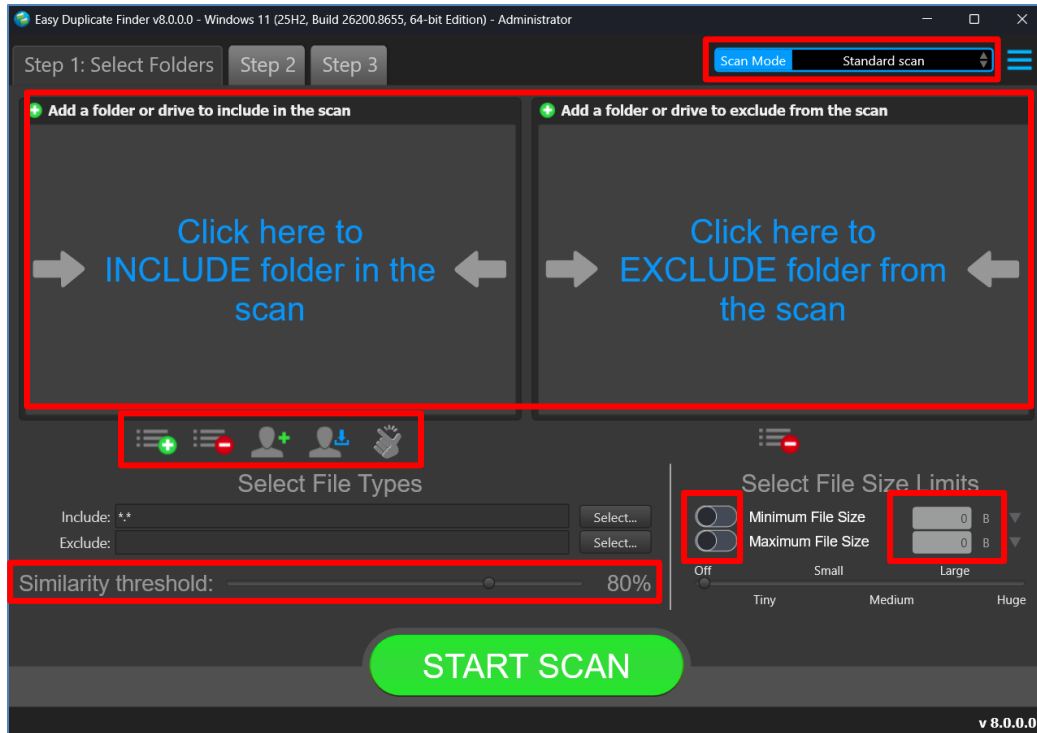 Easy Duplicate Finder v8.0.0.0 - Windows 11 (25H2, Build 26200.8655, 64-bit Edition) - Administrator
Step 1: Select Folders Step 2 Step 3 Scan Mode Standard scan
Add a folder or drive to include in the scan
Click here to
INCLUDE folder in the
scan
Add a folder or drive to exclude from the scan
Click here to
EXCLUDE folder from
the scan
Select File Types
Include: *.* Select...
Exclude: Select...
Similarity threshold: 80%
Select File Size Limits
Minimum File Size 0 B
Maximum File Size 0 B
Off Small Large
Tiny Medium Huge
START SCAN
v 8.0.0.0